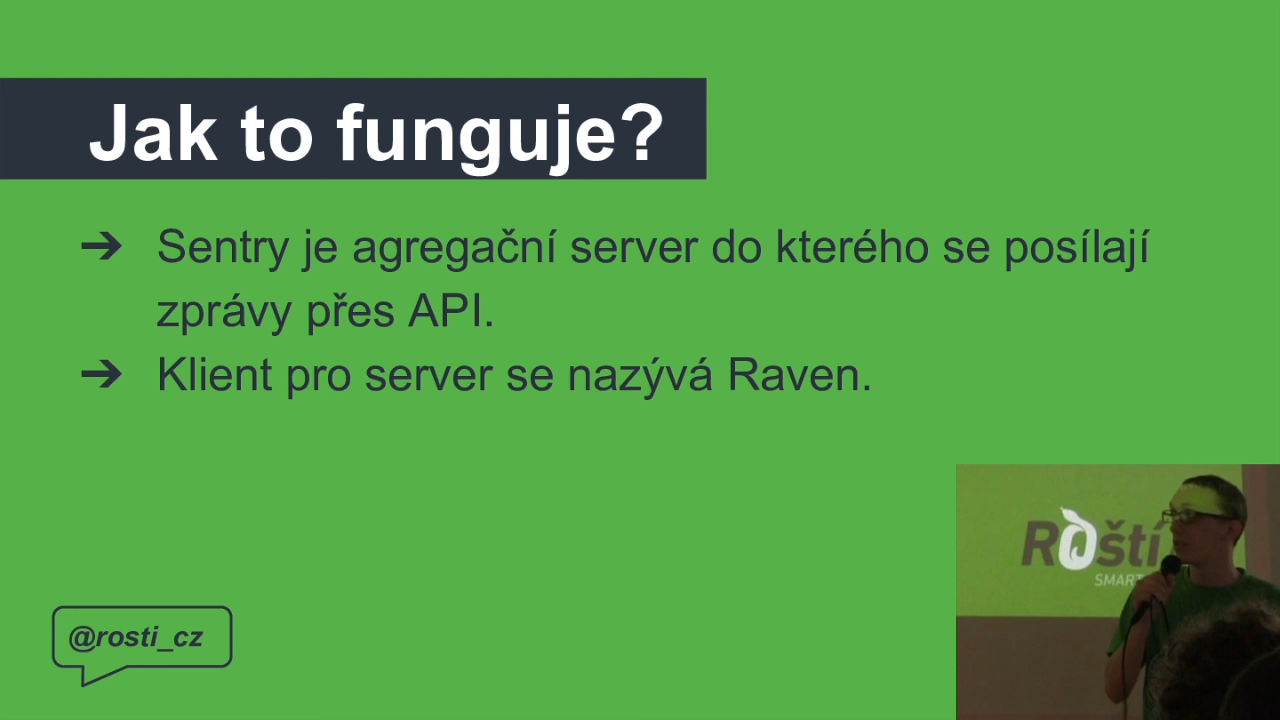 Jak to funguje?
➔ Sentry je agregační server do kterého se posílají
zprávy přes API.
➔ Klient pro server se nazývá Raven.
@rosti_cz
Roští
SMART